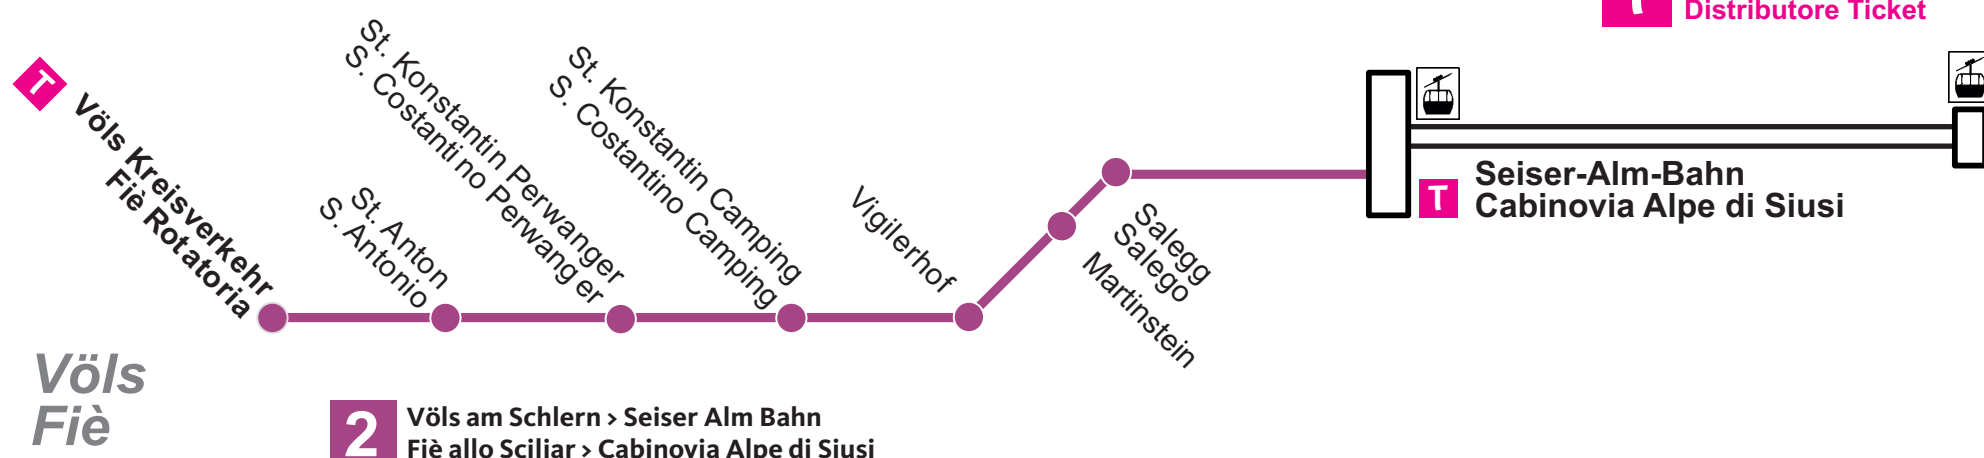 T
Distributore Ticket
T
Völs Kreisverkehr
Fiè Rotatoria
St. Anton
S. Antonio
St. Konstantin Perwanger
S. Costantino Perwanger
St. Konstantin Camping
S. Costantino Camping
Vigilerhof
Martinstein
Salegg
Salego
T
Seiser-Alm-Bahn
Cabinovia Alpe di Siusi
Völs
Fiè
2
Völs am Schlern > Seiser Alm Bahn
Fiè allo Sciliar > Cabinovia Alpe di Siusi